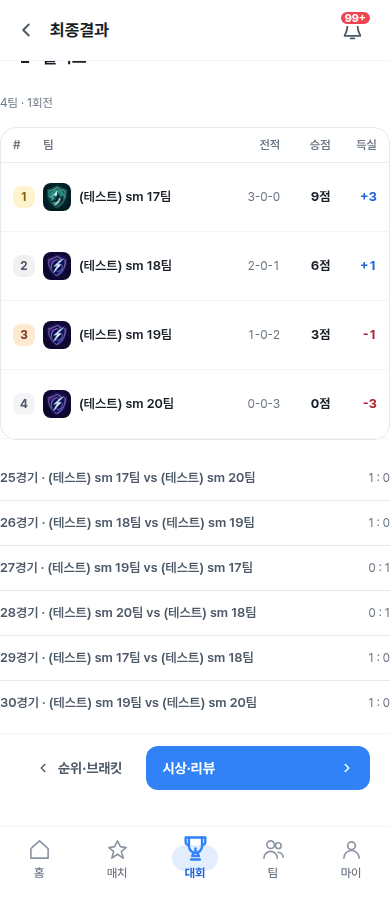 최종결과
99+
4팀 · 1회전
# 팀 전적 승점 득실
1 (테스트) sm 17팀 3-0-0 9점 +3
2 (테스트) sm 18팀 2-0-1 6점 +1
3 (테스트) sm 19팀 1-0-2 3점 -1
4 (테스트) sm 20팀 0-0-3 0점 -3
25경기 · (테스트) sm 17팀 vs (테스트) sm 20팀 1 : 0
26경기 · (테스트) sm 18팀 vs (테스트) sm 19팀 1 : 0
27경기 · (테스트) sm 19팀 vs (테스트) sm 17팀 0 : 1
28경기 · (테스트) sm 20팀 vs (테스트) sm 18팀 0 : 1
29경기 · (테스트) sm 17팀 vs (테스트) sm 18팀 1 : 0
30경기 · (테스트) sm 19팀 vs (테스트) sm 20팀 1 : 0
순위·브래킷 시상·리뷰
홈 매치 대회 팀 마이